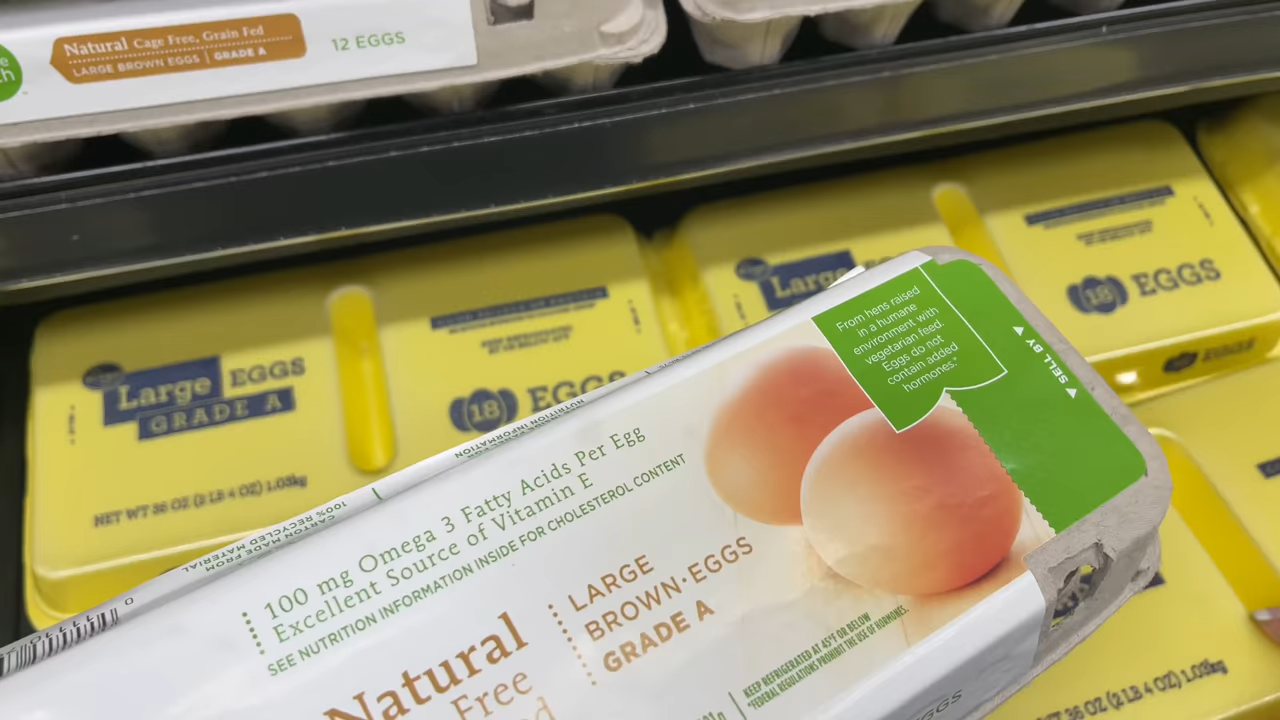 Natural Cage Free, Grain Fed
LARGE BROWN EGGS | GRADE A
12 EGGS
Large EGGS
GRADE A
18 EGGS
NET WT 36 OZ (2 LB 4 OZ) 1.03kg
Large
18 EGGS
EGGS
From hens raised
in a humane
environment with
vegetarian feed.
Eggs do not
contain added
hormones.*
SELL BY
NUTRITION INFORMATION
CARTON MADE FROM
100% RECYCLED MATERIAL
100 mg Omega 3 Fatty Acids Per Egg
Excellent Source of Vitamin E
SEE NUTRITION INFORMATION INSIDE FOR CHOLESTEROL CONTENT
Natural
Free
LARGE
BROWN·EGGS
GRADE A
KEEP REFRIGERATED AT 45°F OR BELOW
*FEDERAL REGULATIONS PROHIBIT THE USE OF HORMONES.
EGGS
36 OZ (2 LB 4 OZ) 1.03kg